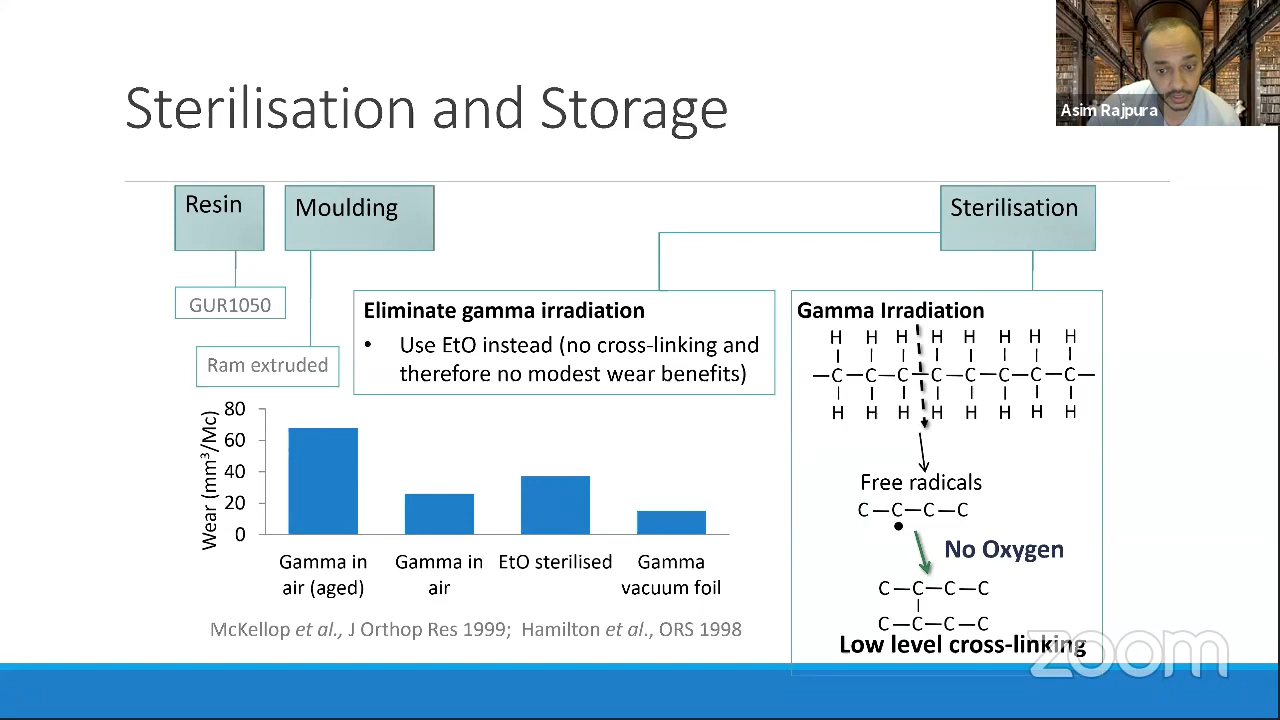 Asim Rajpura
Sterilisation and Storage
Resin
Moulding
Sterilisation
GUR1050
Ram extruded
Eliminate gamma irradiation
• Use EtO instead (no cross-linking and
therefore no modest wear benefits)
80
60
40
20
0
Wear (mm³/Mc)
Gamma in
air (aged)
Gamma in
air
EtO sterilised
Gamma
vacuum foil
McKellop et al., J Orthop Res 1999; Hamilton et al., ORS 1998
Gamma Irradiation
H H H H H H H H
—C—C—C—C—C—C—C—C—
H H H H H H H H
Free radicals
C—C—C—C
No Oxygen
C—C—C—C
C—C—C—C
Low level cross-linking
zoom